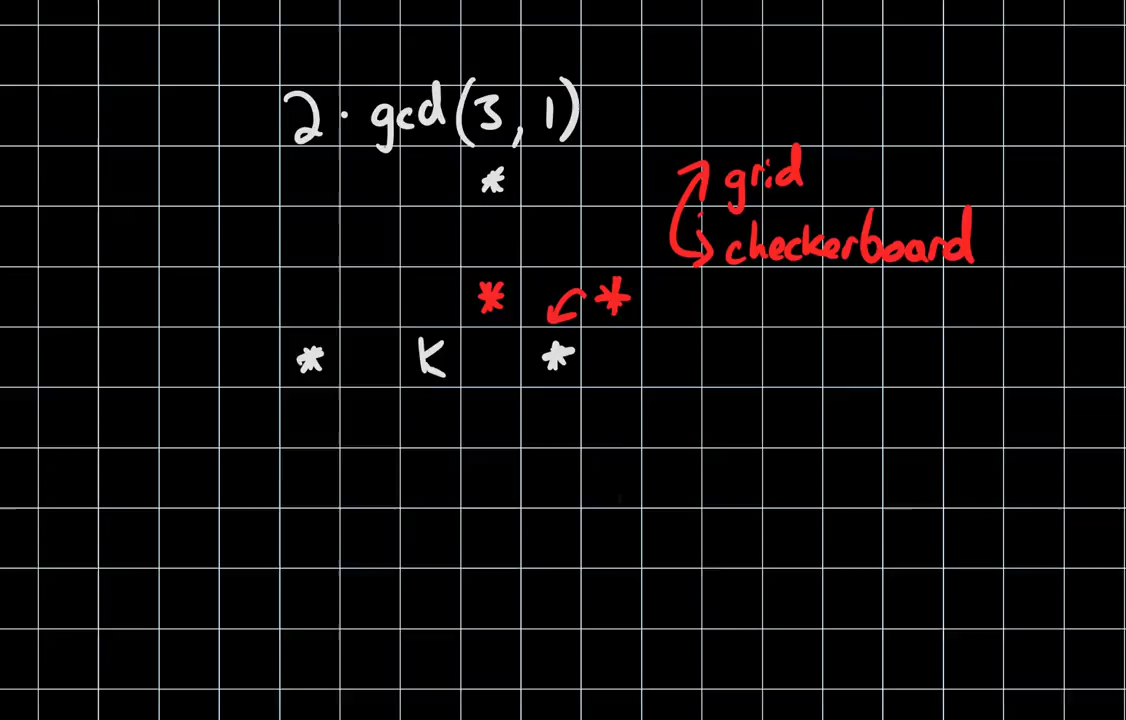 2 · gcd(3, 1)
*
grid
checkerboard
* *
* K *